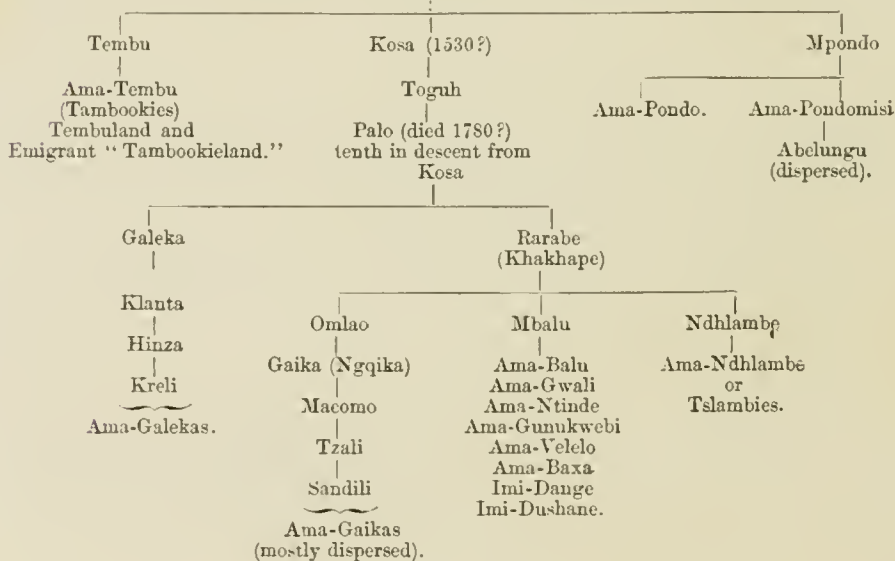 Tembu
Ama-Tembu
(Tambookies)
Tembuland and
Emigrant "Tambookieland."
Kosa (1530?)
Toguh
Palo (died 1780?)
tenth in descent from
Kosa
Mpondo
Ama-Pondo.
Ama-Pondomisi
Abelungu
(dispersed).
Galeka
Klanta
Hinza
Kreli
Ama-Galekas.
Rarabe
(Khakhape)
Omlao
Gaika (Ngqika)
Macomo
Tzali
Sandili
Ama-Gaikas
(mostly dispersed).
Mbalu
Ama-Balu
Ama-Gwali
Ama-Ntinde
Ama-Gunukwebi
Ama-Velelo
Ama-Baxa
Imi-Dange
Imi-Dushane.
Ndhlambe
Ama-Ndhlambe
or
Tslambies.